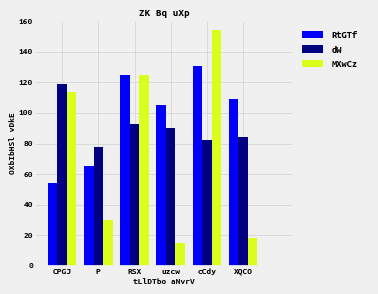 ZK Bq uXp
OXbIbHSl vDkE
160
140
120
100
80
60
40
20
0
CPGJ P RSX uzcw cCdy XQCO
tLlDTbo aNvrV
RtGTf
dW
MXwCz